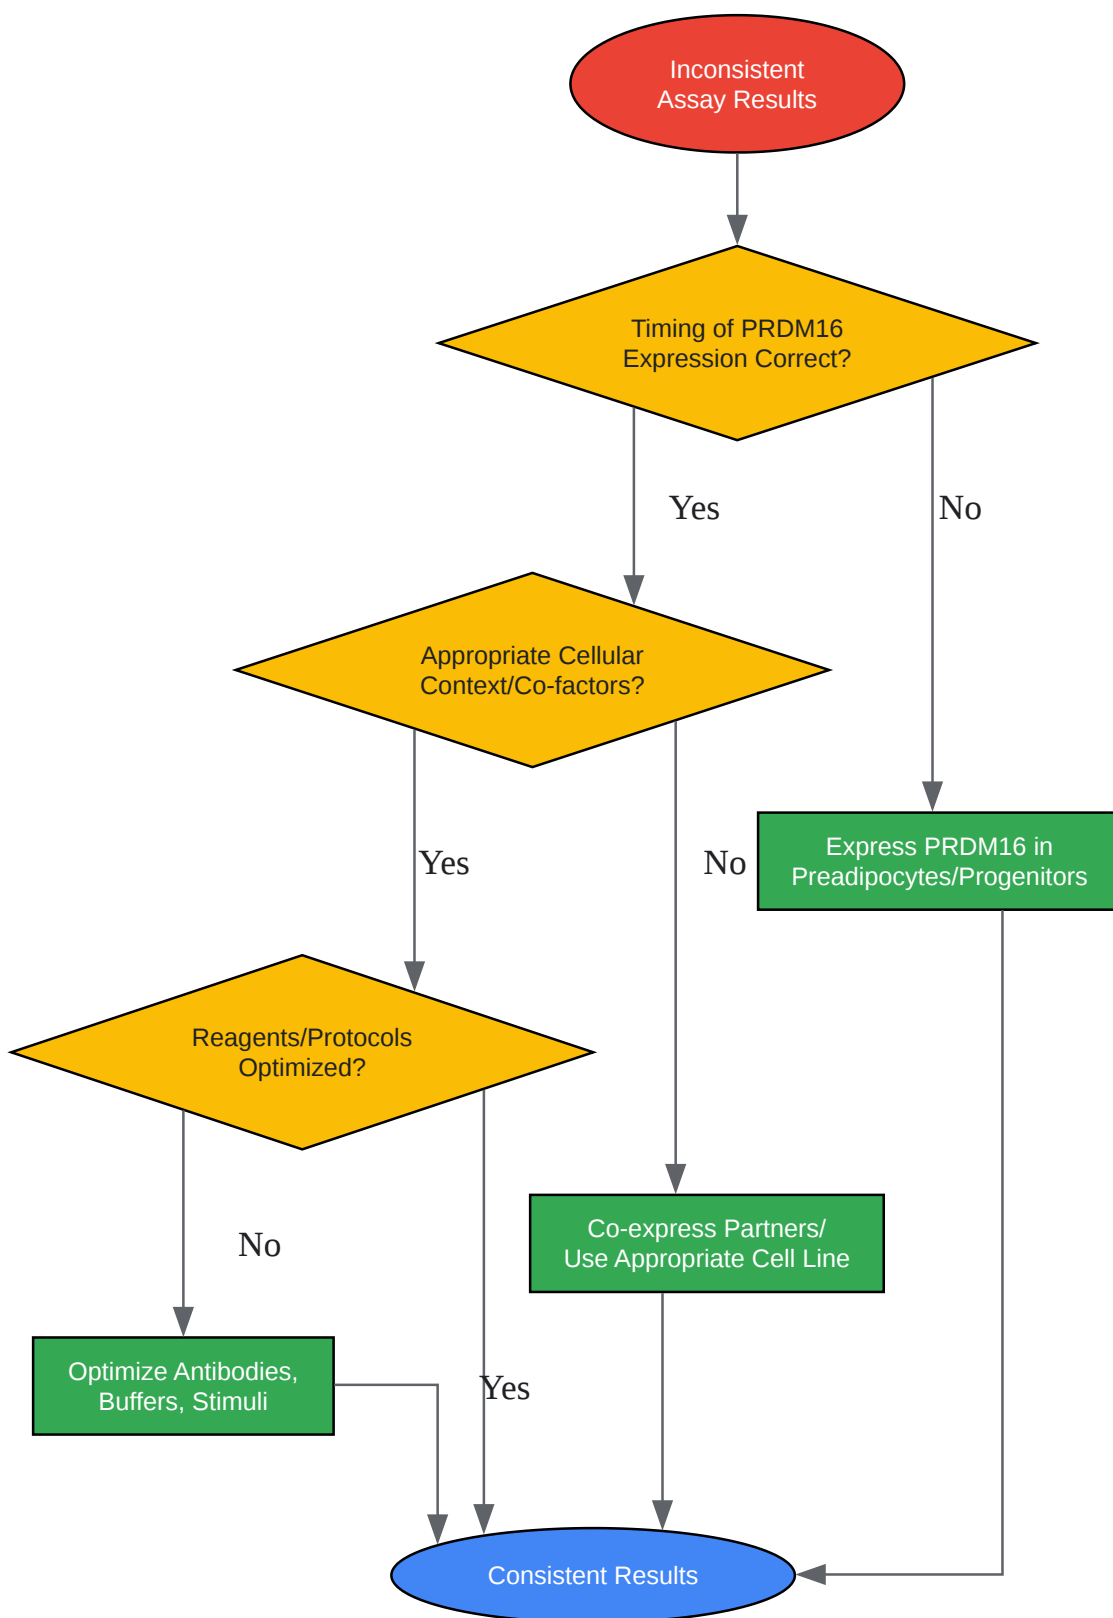 Inconsistent
Assay Results
Timing of PRDM16
Expression Correct?
Yes
No
Appropriate Cellular
Context/Co-factors?
Express PRDM16 in
Preadipocytes/Progenitors
Yes
No
Reagents/Protocols
Optimized?
Co-express Partners/
Use Appropriate Cell Line
No
Optimize Antibodies,
Buffers, Stimuli
Yes
Consistent Results